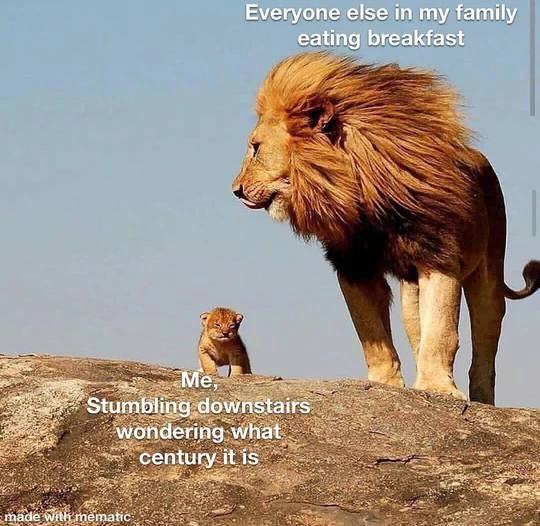 Everyone else in my family
eating breakfast
Me,
Stumbling downstairs
wondering what
century it is
made with mematic